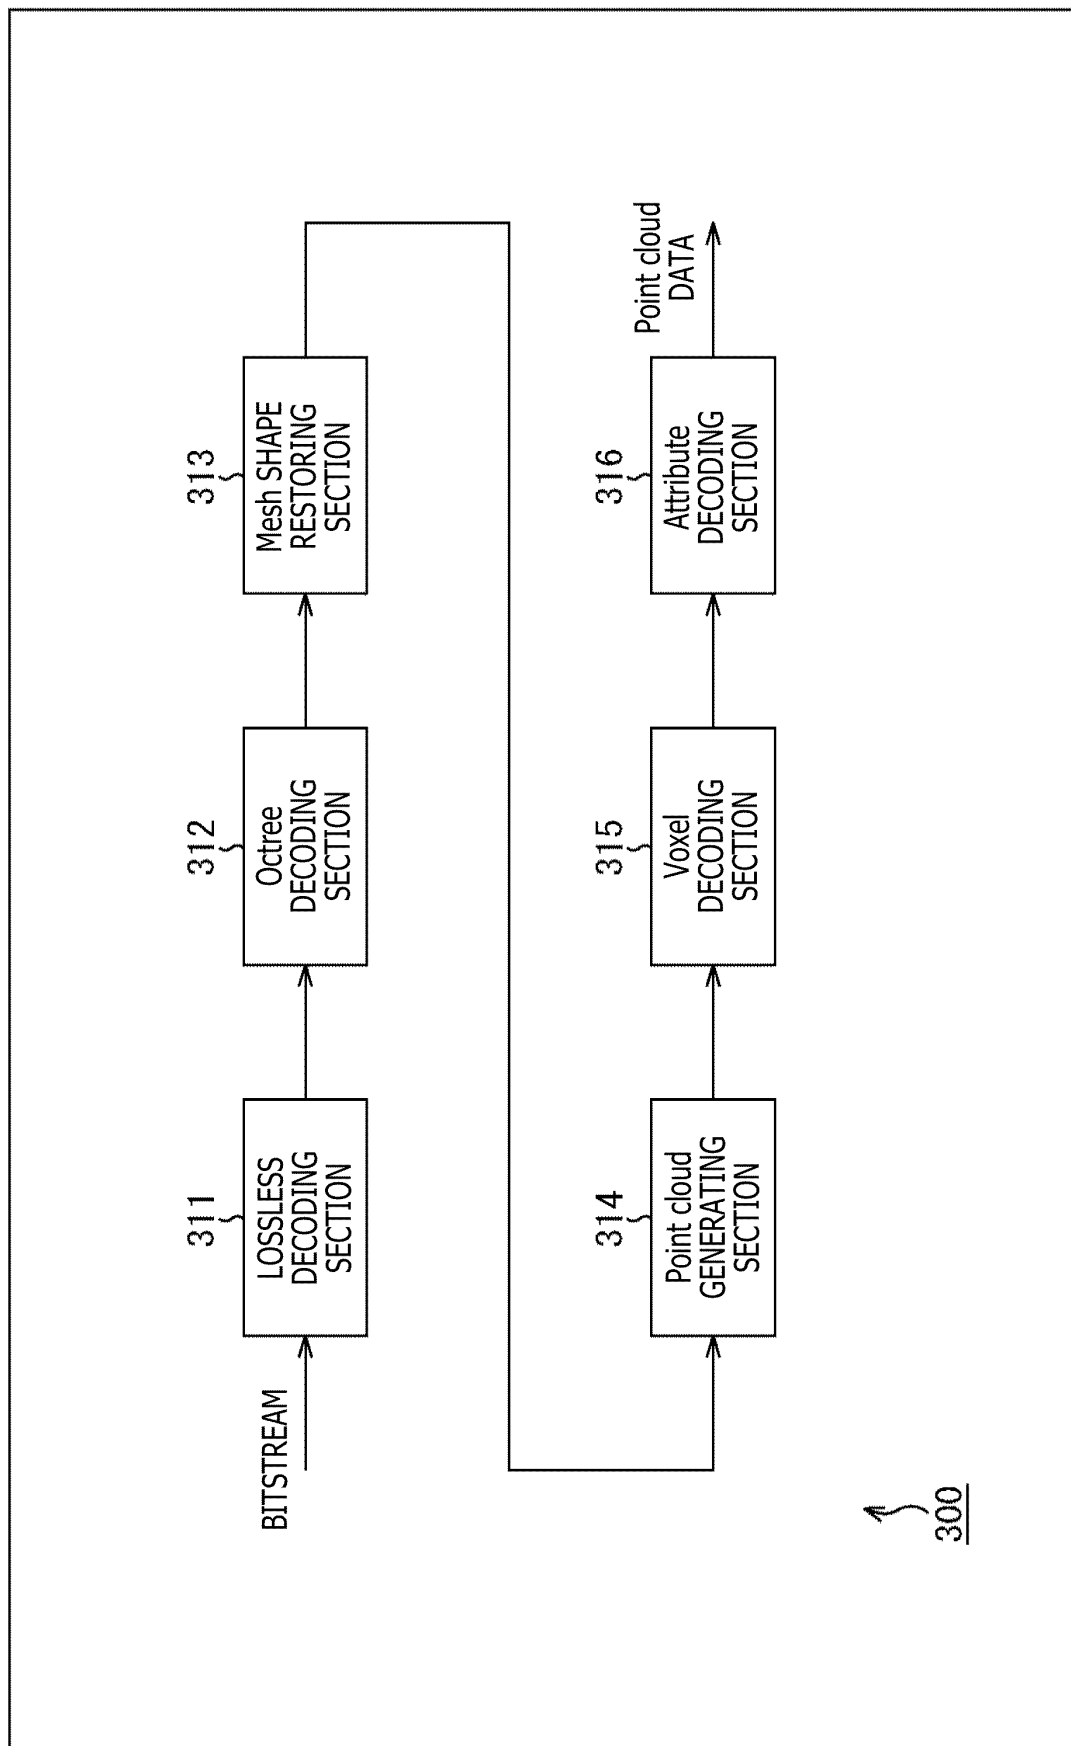 311
312
313
BITSTREAM
LOSSLESS
DECODING
SECTION
Octree
DECODING
SECTION
Mesh SHAPE
RESTORING
SECTION
314
315
316
Point cloud
DATA
Point cloud
GENERATING
SECTION
Voxel
DECODING
SECTION
Attribute
DECODING
SECTION
300